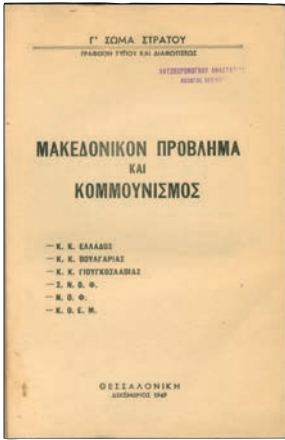 Γ' ΣΩΜΑ ΣΤΡΑΤΟΥ
ΓΡΑΦΕΙΟΝ ΤΥΠΟΥ ΚΑΙ ΔΙΑΦΩΤΙΣΕΩΣ
ΜΑΚΕΔΟΝΙΚΟΝ ΠΡΟΒΛΗΜΑ
ΚΑΙ
ΚΟΜΜΟΥΝΙΣΜΟΣ
— Κ. Κ. ΕΛΛΑΔΟΣ
— Κ. Κ. ΒΟΥΛΓΑΡΙΑΣ
— Κ. Κ. ΓΙΟΥΓΚΟΣΛΑΒΙΑΣ
— Σ. Ν. Ο. Φ.
— Ν. Ο. Φ.
— Κ. Ο. Ε. Μ.
ΘΕΣΣΑΛΟΝΙΚΗ
ΔΕΚΕΜΒΡΙΟΣ 1949